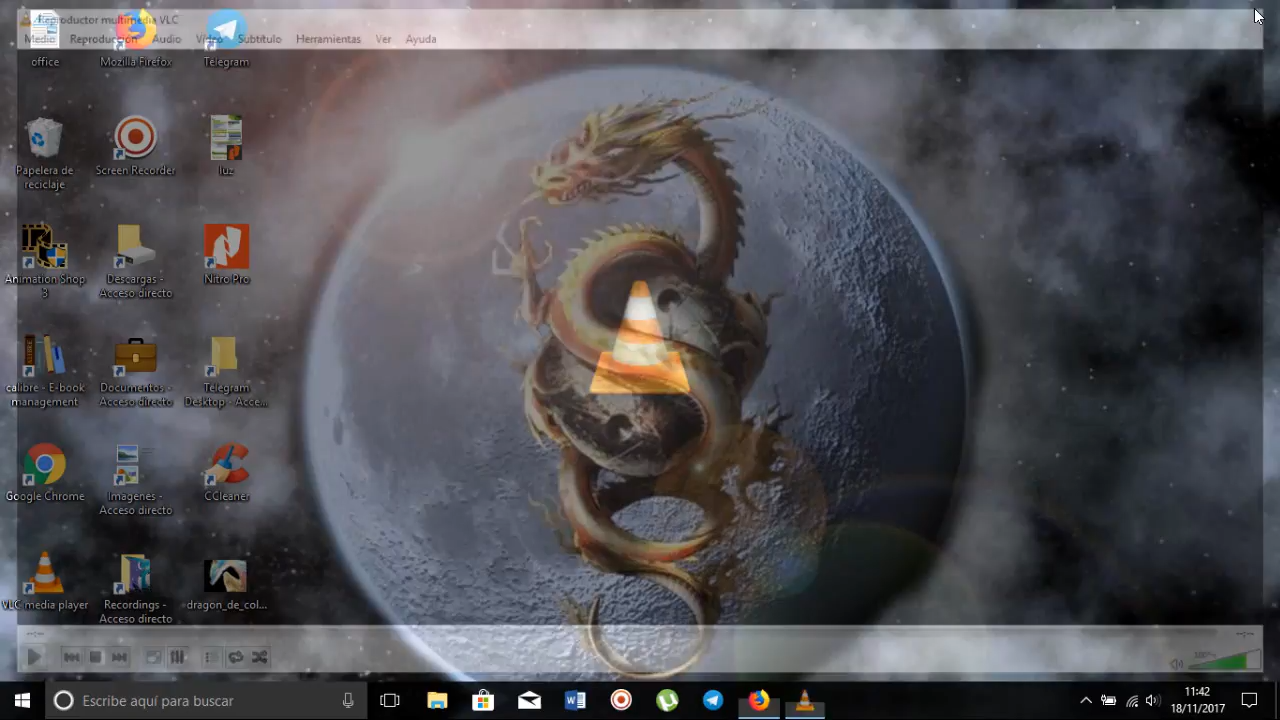 Reproductor multimedia VLC
Medio Reproducción Audio Vídeo Subtítulo Herramientas Ver Ayuda
office
Mozilla Firefox
Telegram
Papelera de
reciclaje
Screen Recorder
luz
Animation Shop
3
Descargas -
Acceso directo
Nitro Pro
calibre - E-book
management
Documentos -
Acceso directo
Telegram
Desktop - Acce...
Google Chrome
Imágenes -
Acceso directo
CCleaner
VLC media player
Recordings -
Acceso directo
dragon_de_col...
--:--
--:--
100%
Escribe aquí para buscar
11:42
18/11/2017